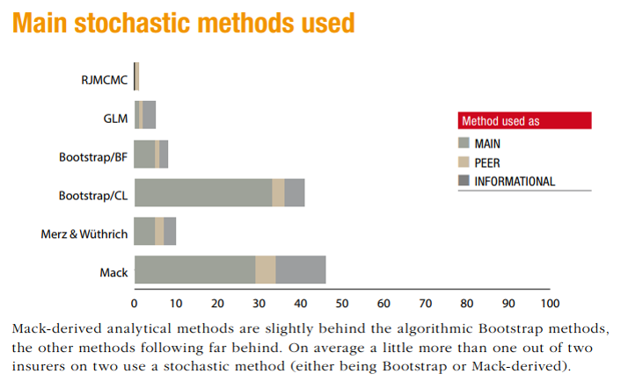 Main stochastic methods used
RJMCMC
GLM
Bootstrap/BF
Bootstrap/CL
Merz & Wüthrich
Mack
0 10 20 30 40 50 60 70 80 90 100
Method used as
MAIN
PEER
INFORMATIONAL
Mack-derived analytical methods are slightly behind the algorithmic Bootstrap methods,
the other methods following far behind. On average a little more than one out of two
insurers on two use a stochastic method (either being Bootstrap or Mack-derived).